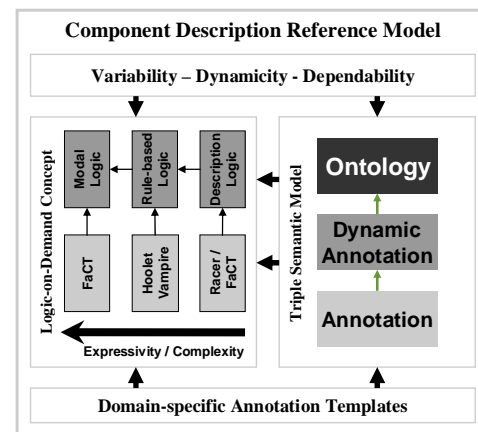 Component Description Reference Model
Variability – Dynamicity - Dependability
Logic-on-Demand Concept
Modal
Logic
Rule-based
Logic
Description
Logic
FaCT
Hoolet
Vampire
Racer /
FaCT
Expressivity / Complexity
Triple Semantic Model
Ontology
Dynamic
Annotation
Annotation
Domain-specific Annotation Templates